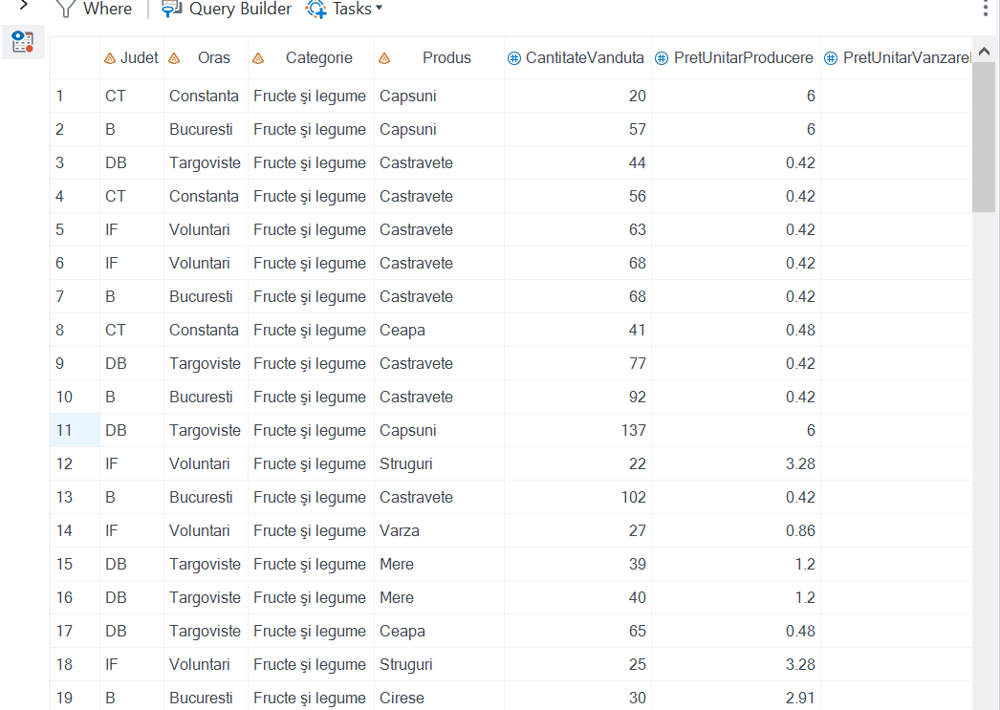 Where Query Builder Tasks
Judet Oras Categorie Produs CantitateVanduta PretUnitarProducere PretUnitarVanzare
1 CT Constanta Fructe şi legume Capsuni 20 6
2 B Bucuresti Fructe şi legume Capsuni 57 6
3 DB Targoviste Fructe şi legume Castravete 44 0.42
4 CT Constanta Fructe şi legume Castravete 56 0.42
5 IF Voluntari Fructe şi legume Castravete 63 0.42
6 IF Voluntari Fructe şi legume Castravete 68 0.42
7 B Bucuresti Fructe şi legume Castravete 68 0.42
8 CT Constanta Fructe şi legume Ceapa 41 0.48
9 DB Targoviste Fructe şi legume Castravete 77 0.42
10 B Bucuresti Fructe şi legume Castravete 92 0.42
11 DB Targoviste Fructe şi legume Capsuni 137 6
12 IF Voluntari Fructe şi legume Struguri 22 3.28
13 B Bucuresti Fructe şi legume Castravete 102 0.42
14 IF Voluntari Fructe şi legume Varza 27 0.86
15 DB Targoviste Fructe şi legume Mere 39 1.2
16 DB Targoviste Fructe şi legume Mere 40 1.2
17 DB Targoviste Fructe şi legume Ceapa 65 0.48
18 IF Voluntari Fructe şi legume Struguri 25 3.28
19 B Bucuresti Fructe şi legume Cirese 30 2.91